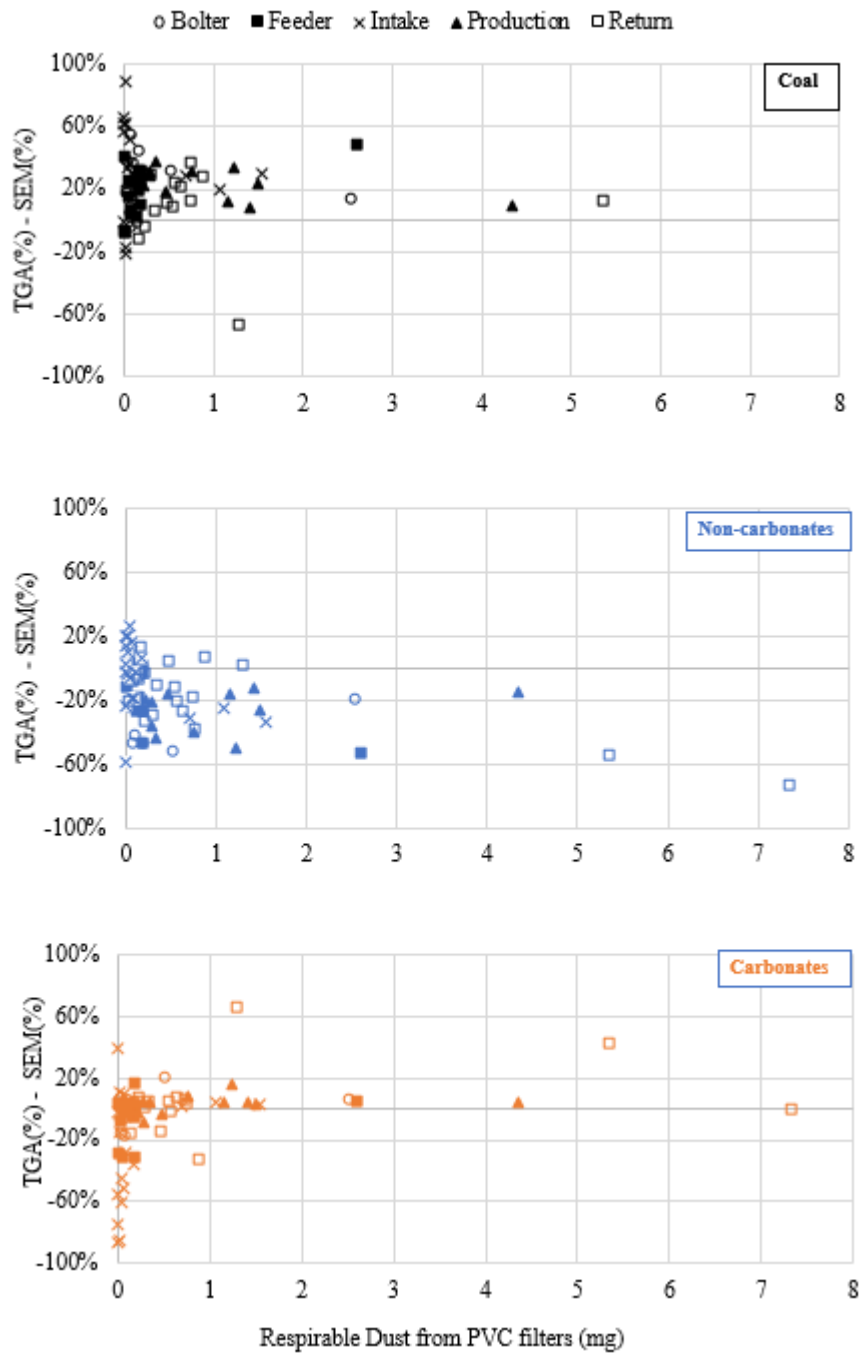 Bolter Feeder Intake Production Return
100%
60%
20%
-20%
-60%
-100%
TGA(%) - SEM(%)
Coal
0 1 2 3 4 5 6 7 8
100%
60%
20%
-20%
-60%
-100%
TGA(%) - SEM(%)
Non-carbonates
0 1 2 3 4 5 6 7 8
100%
60%
20%
-20%
-60%
-100%
TGA(%) - SEM(%)
Carbonates
0 1 2 3 4 5 6 7 8
Respirable Dust from PVC filters (mg)